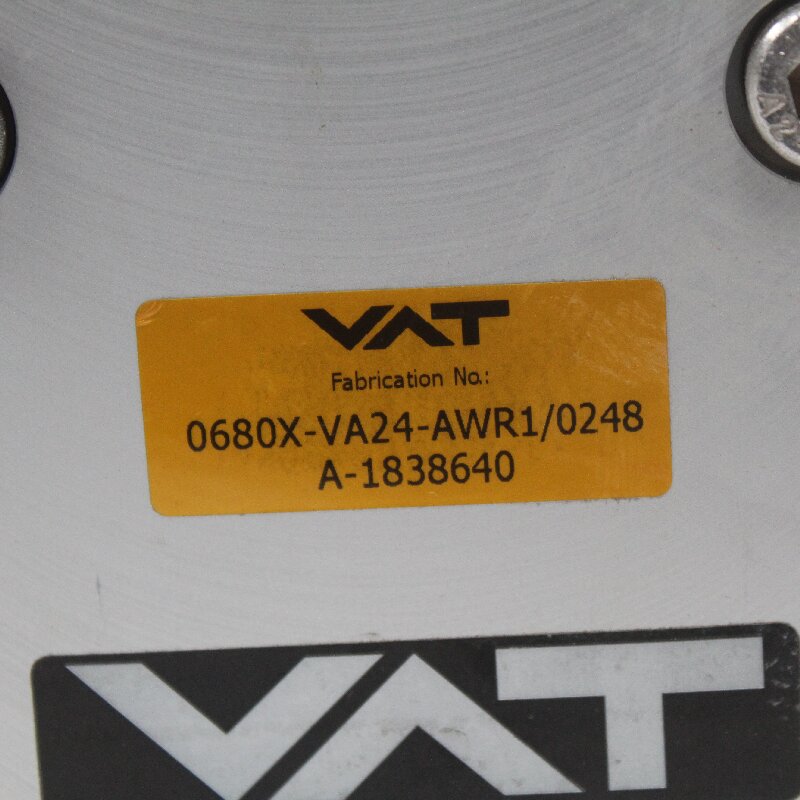 VAT
Fabrication No.:
0680X-VA24-AWR1/0248
A-1838640
VAT